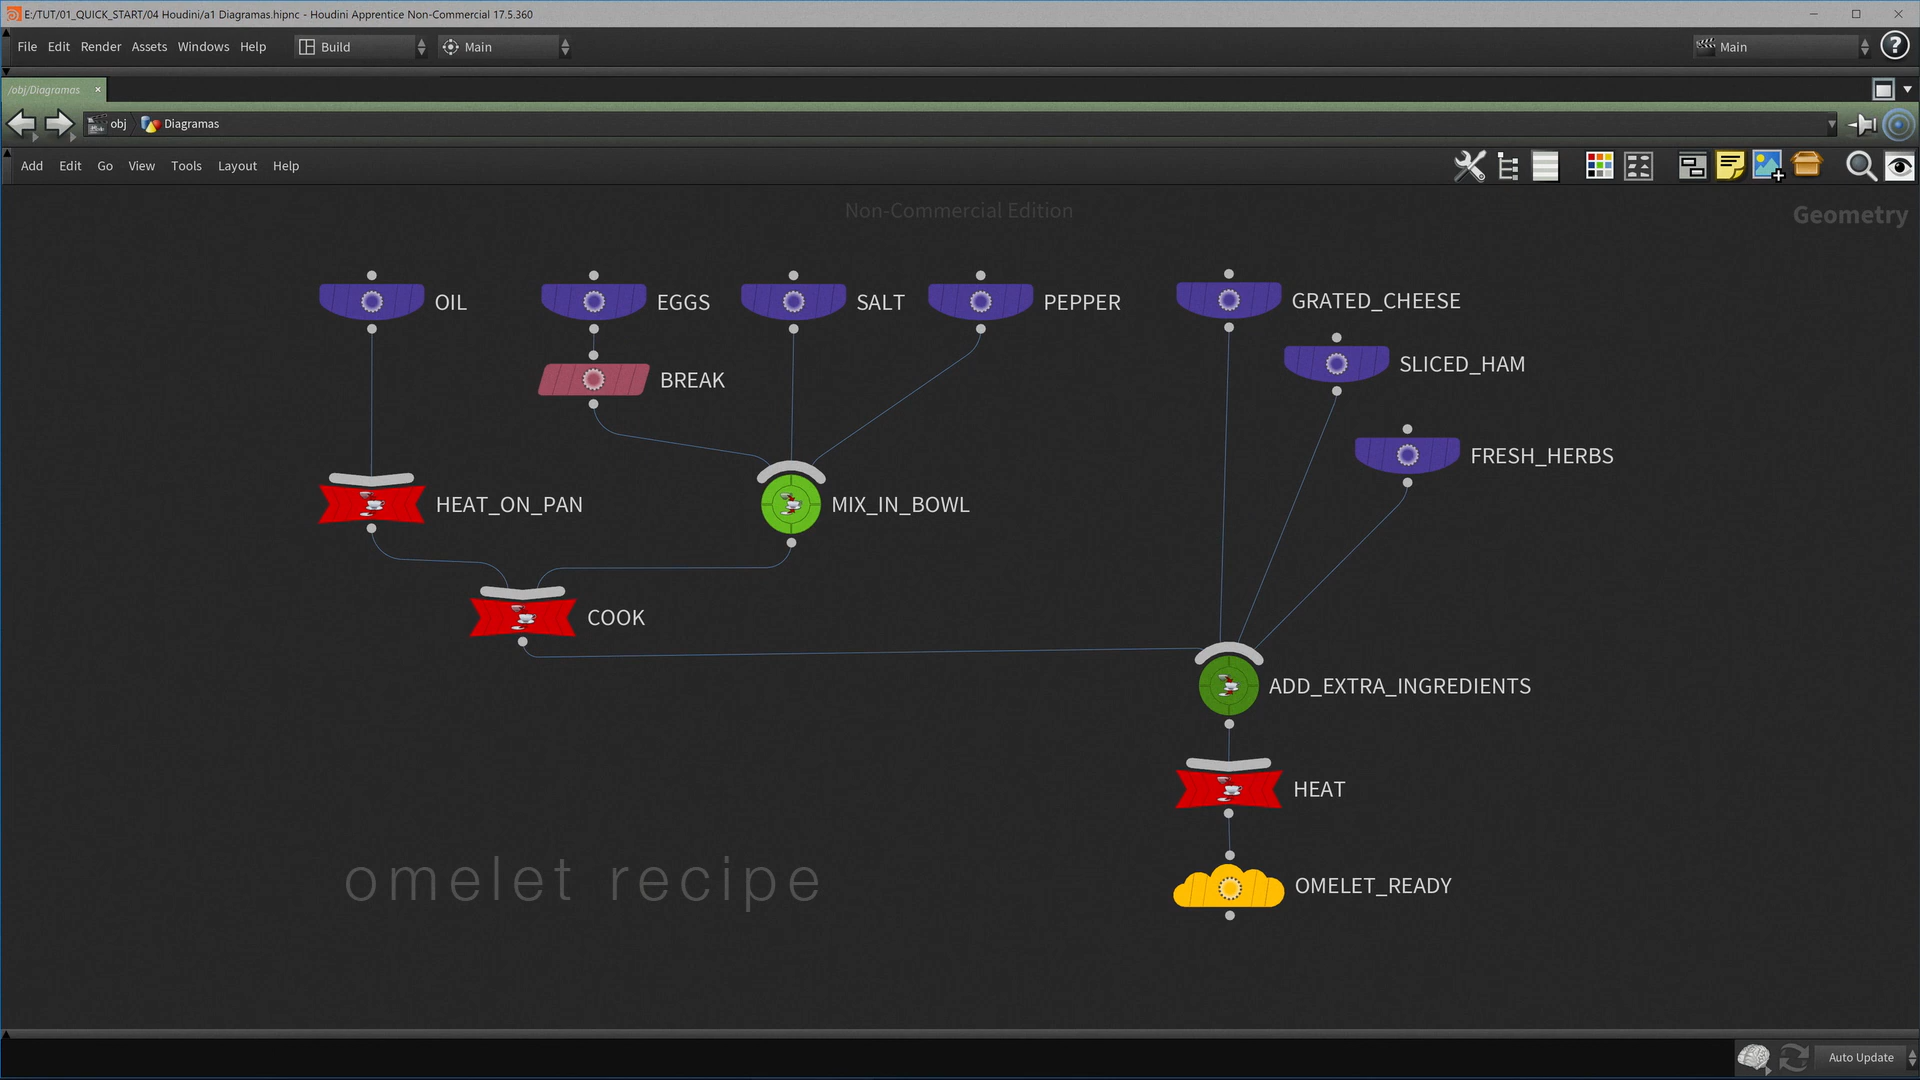 E:/TUT/01_QUICK_START/04 Houdini/a1 Diagramas.hipnc - Houdini Apprentice Non-Commercial 17.5.360
File Edit Render Assets Windows Help Build Main Main ?
/obj/Diagramas ×
obj Diagramas
Add Edit Go View Tools Layout Help
Non-Commercial Edition
Geometry
OIL EGGS SALT PEPPER GRATED_CHEESE
SLICED_HAM
BREAK
FRESH_HERBS
HEAT_ON_PAN MIX_IN_BOWL
COOK
ADD_EXTRA_INGREDIENTS
HEAT
omelet recipe
OMELET_READY
Auto Update